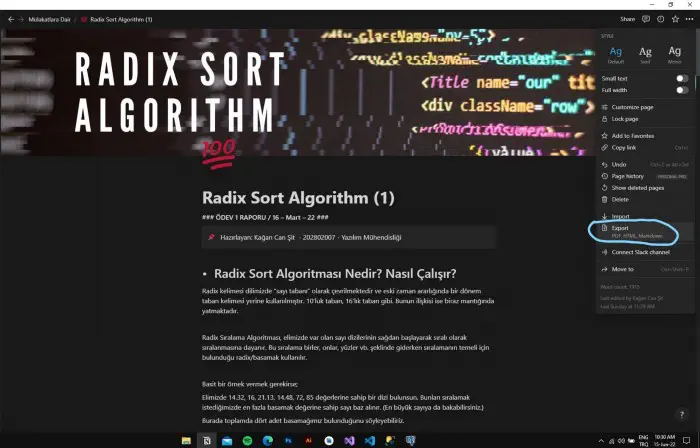 Mülakatlara Dair / Radix Sort Algorithm (1)
Share
RADIX SORT
ALGORITHM
className="row-5"
<Title name="our" tit
<div className="row">
100
Radix Sort Algorithm (1)
### ÖDEV 1 RAPORU / 16 – Mart – 22 ###
Hazırlayan: Kağan Can Şit - 202802007 - Yazılım Mühendisliği
• Radix Sort Algoritması Nedir? Nasıl Çalışır?
Radix kelimesi dilimizde "sayı tabanı" olarak çevrilmektedir ve eski zaman aralığında bir dönem
taban kelimesi yerine kullanılmıştır. 10'luk taban, 16'lık taban gibi. Bunun ilişkisi ise biraz mantığında
yatmaktadır.
Radix Sıralama Algoritması, elimizde var olan sayı dizilerinin sağdan başlayarak sıralı olarak
sıralanmasına dayanır. Bu sıralama birler, onlar, yüzler vb. şeklinde giderken sıralamanın temeli için
bulunduğu radix/basamak kullanılır.
Basit bir örnek vermek gerekirse;
Elimizde 14.32, 16, 21.13, 14.48, 72, 85 değerlerine sahip bir dizi bulunsun. Bunları sıralamak
istediğimizde en fazla basamak değerine sahip sayı baz alınır. (En büyük sayıya da bakabilirsiniz.)
Burada toplamda dört adet basamağımız bulunduğunu söyleyebiliriz.
STYLE
Ag Ag Ag
Default Serif Mono
Small text
Full width
Customize page
Lock page
Add to Favorites
Copy link
Undo
Page history PERSONAL PRO
Show deleted pages
Delete
Import
Export
PDF, HTML, Markdown
Connect Slack channel
Move to
Word count: 1915
Last edited by Kağan Can Şit
?
ENG
TRQ
10:30 AM
15-Jun-22